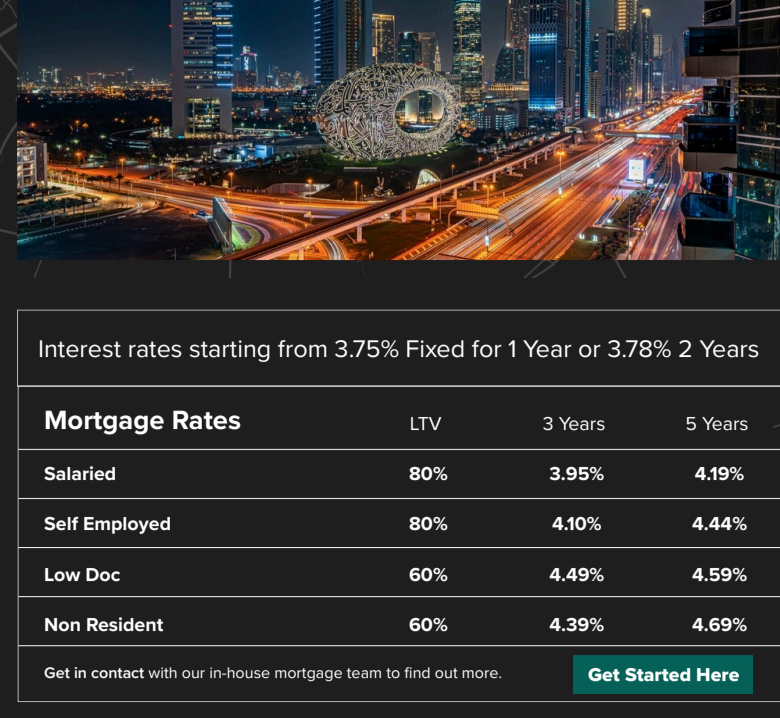 Interest rates starting from 3.75% Fixed for 1 Year or 3.78% 2 Years
Mortgage Rates LTV 3 Years 5 Years
Salaried 80% 3.95% 4.19%
Self Employed 80% 4.10% 4.44%
Low Doc 60% 4.49% 4.59%
Non Resident 60% 4.39% 4.69%
Get in contact with our in-house mortgage team to find out more. Get Started Here